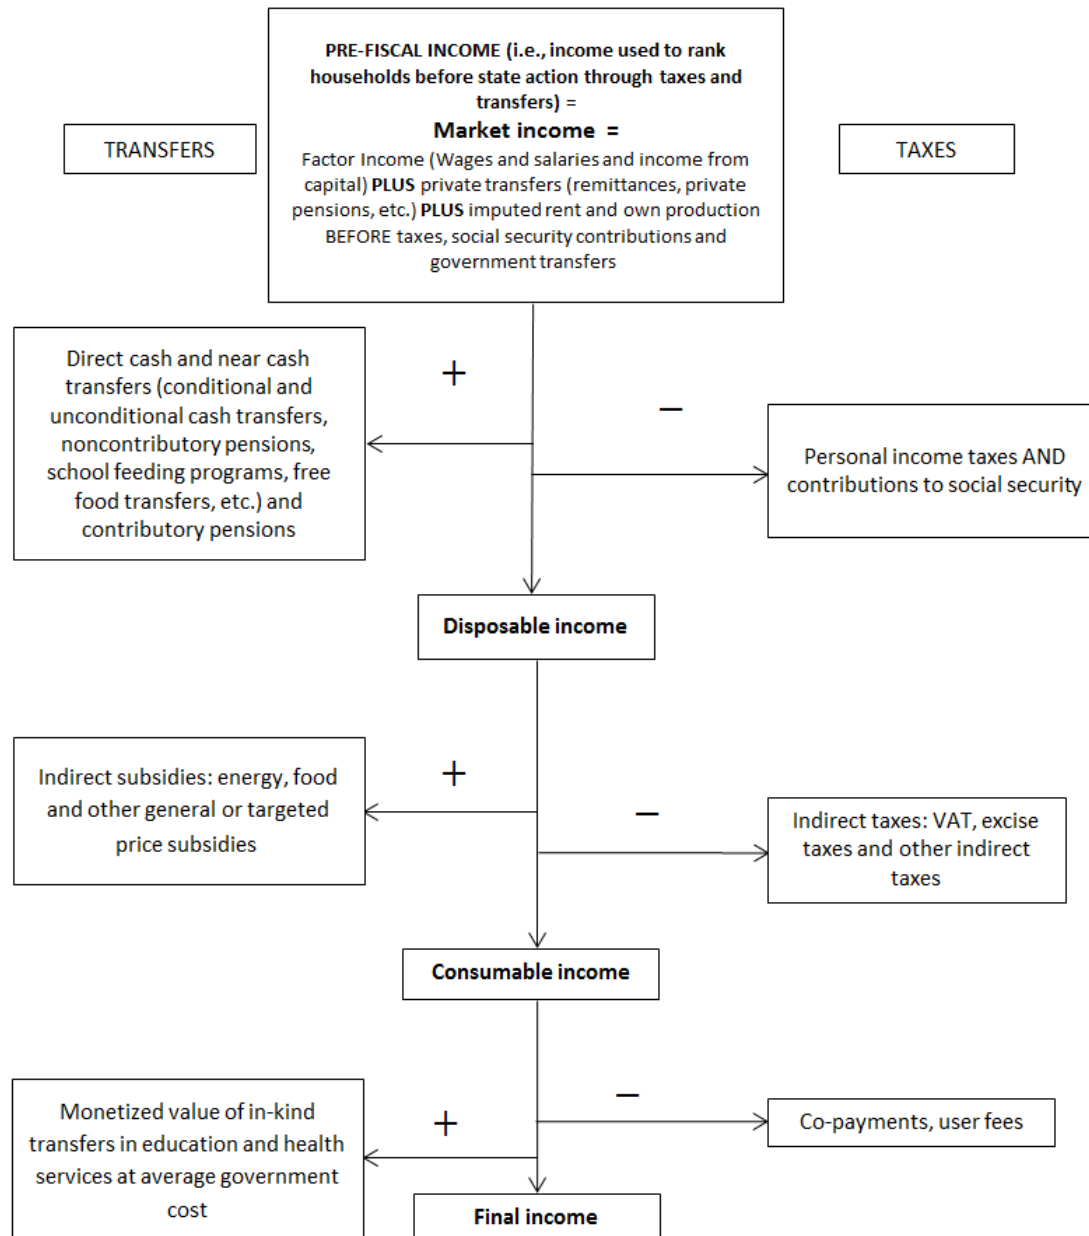 PRE-FISCAL INCOME (i.e., income used to rank
households before state action through taxes and
transfers) =
Market income =
Factor Income (Wages and salaries and income from
capital) PLUS private transfers (remittances, private
pensions, etc.) PLUS imputed rent and own production
BEFORE taxes, social security contributions and
government transfers
TRANSFERS
TAXES
Direct cash and near cash
transfers (conditional and
unconditional cash transfers,
noncontributory pensions,
school feeding programs, free
food transfers, etc.) and
contributory pensions
+
−
Personal income taxes AND
contributions to social security
Disposable income
Indirect subsidies: energy, food
and other general or targeted
price subsidies
+
−
Indirect taxes: VAT, excise
taxes and other indirect
taxes
Consumable income
Monetized value of in-kind
transfers in education and health
services at average government
cost
+
−
Co-payments, user fees
Final income